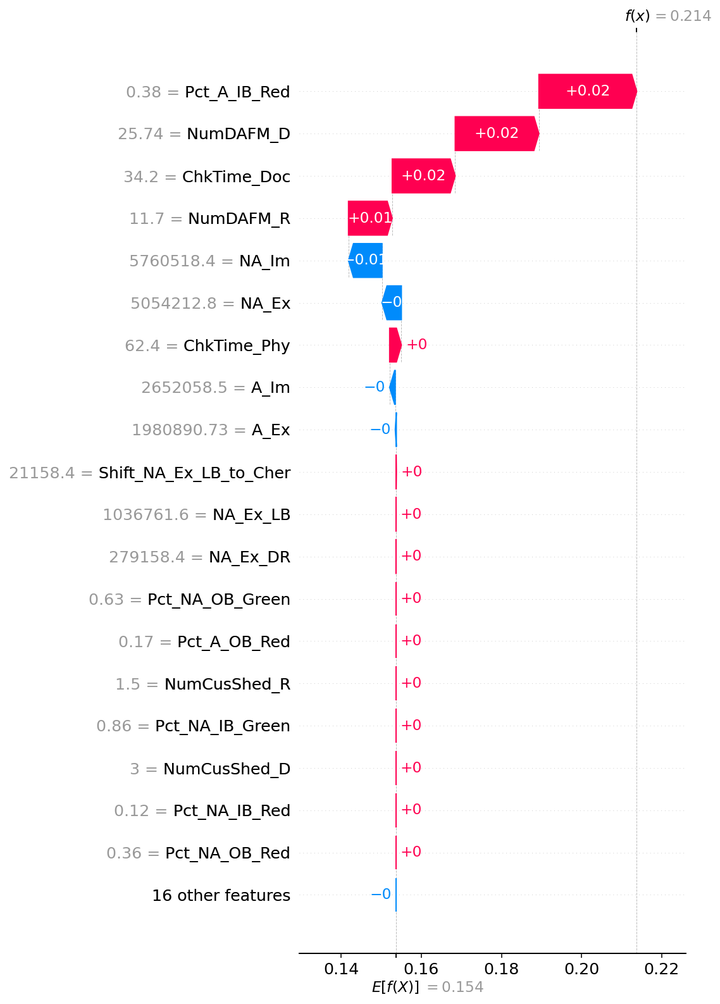 f(x) = 0.214
0.38 = Pct_A_IB_Red +0.02
25.74 = NumDAFM_D +0.02
34.2 = ChkTime_Doc +0.02
11.7 = NumDAFM_R +0.01
5760518.4 = NA_Im −0.01
5054212.8 = NA_Ex −0
62.4 = ChkTime_Phy +0
2652058.5 = A_Im −0
1980890.73 = A_Ex −0
21158.4 = Shift_NA_Ex_LB_to_Cher +0
1036761.6 = NA_Ex_LB +0
279158.4 = NA_Ex_DR +0
0.63 = Pct_NA_OB_Green +0
0.17 = Pct_A_OB_Red +0
1.5 = NumCusShed_R +0
0.86 = Pct_NA_IB_Green +0
3 = NumCusShed_D +0
0.12 = Pct_NA_IB_Red +0
0.36 = Pct_NA_OB_Red +0
16 other features −0
0.14 0.16 0.18 0.20 0.22
E[f(X)] = 0.154